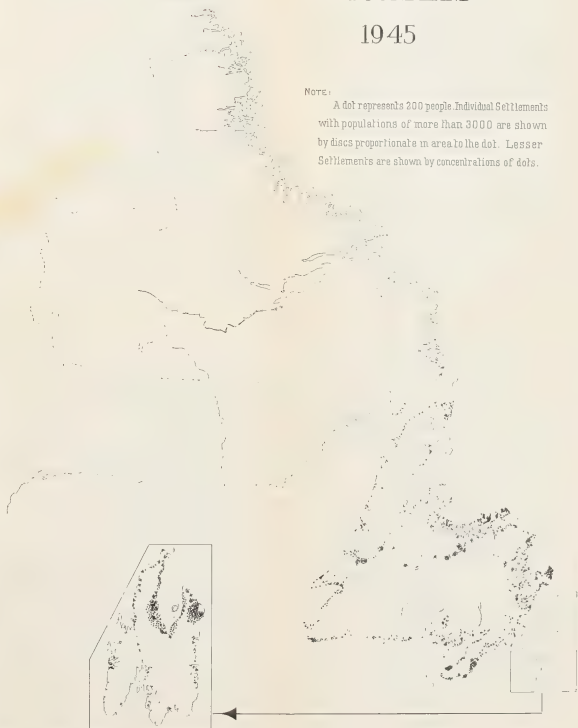 1945
NOTE:
A dot represents 200 people. Individual Settlements
with populations of more than 3000 are shown
by discs proportionate in area to the dot. Lesser
Settlements are shown by concentrations of dots.